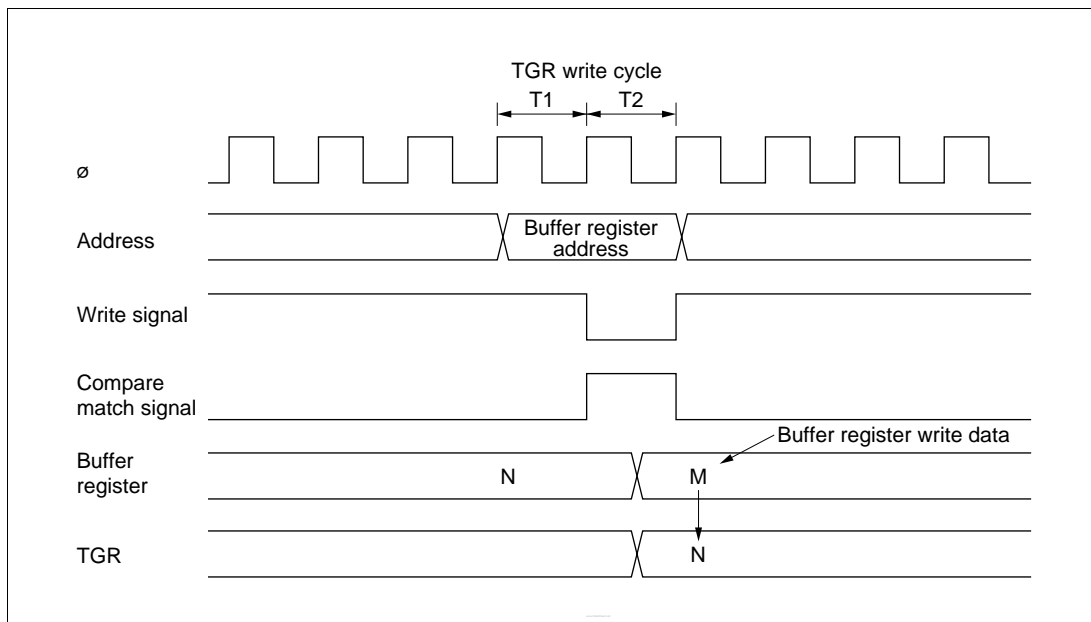 TGR write cycle
T1 T2
ø
Address
Buffer register
address
Write signal
Compare
match signal
Buffer register write data
Buffer
register
N M
TGR
N